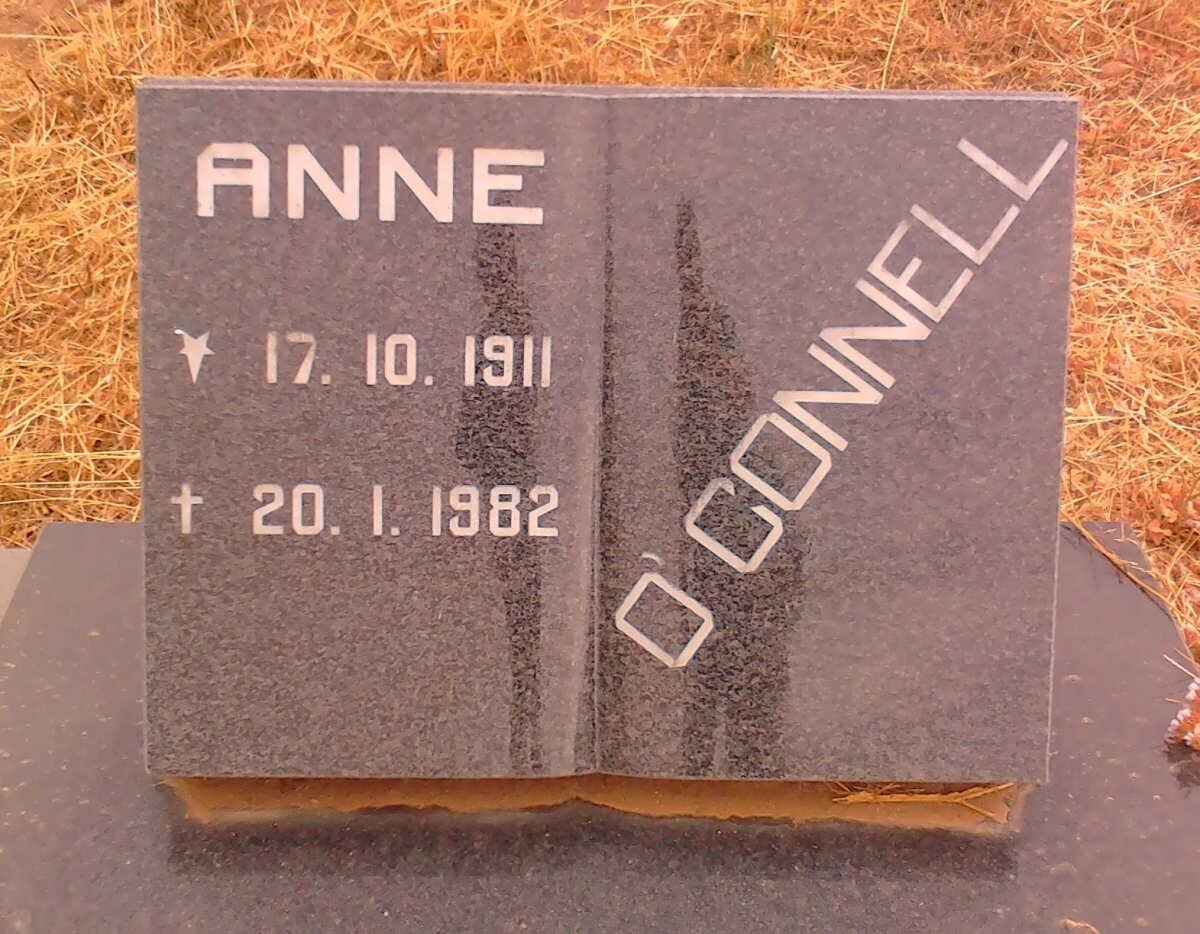 ANNE
17. 10. 1911
† 20. 1. 1982
O'CONNELL